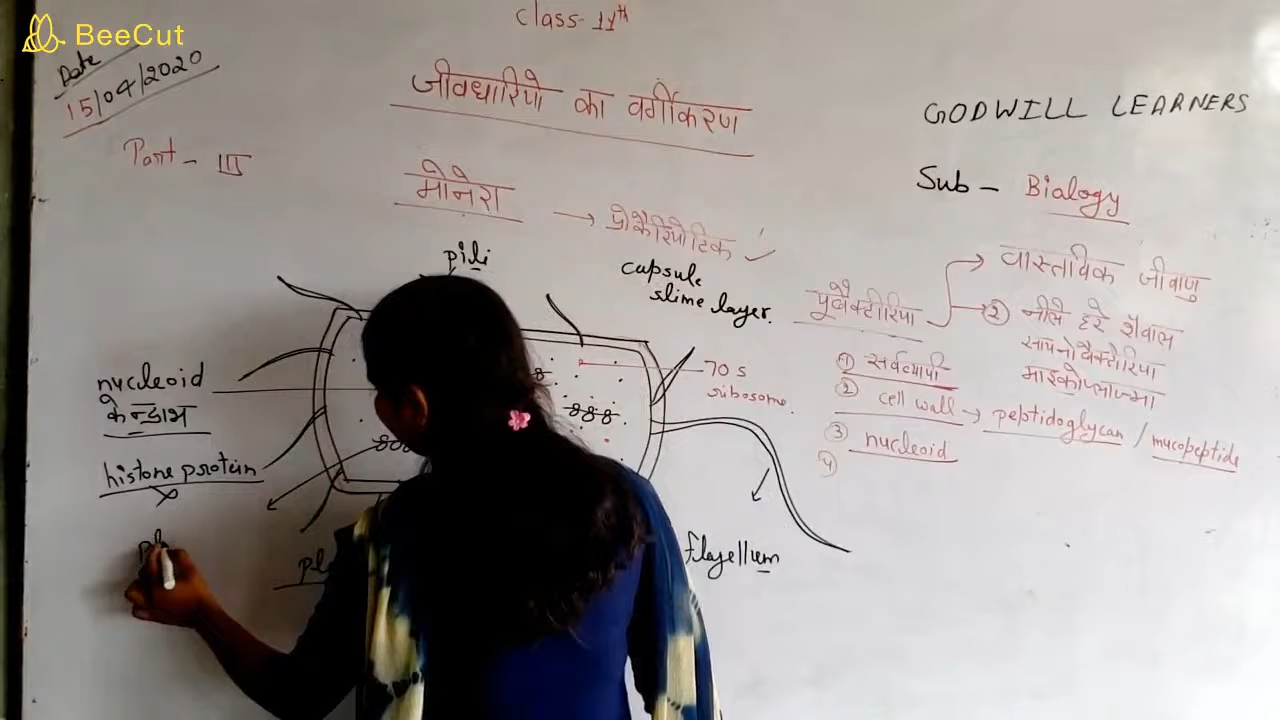 BeeCut
Class-11th
Date
15/04/2020
जीवधारियो का वर्गीकरण
GODWILL LEARNERS
Part - III
Sub - Bialogy
मोनेरा
→ प्रोकैरियोटिक ✓
pili
capsule
slime layer.
यूबैक्टीरिया
वास्तविक जीवाणु
② नीले हरे शैवाल
सायनोबैक्टीरिया
माइकोप्लाज्मा
① सर्वव्यापी
② cell wall → peptidoglycan / mucopeptide
③ nucleoid
④
nucleoid
केन्द्राभ
70 s
ribosome.
histone protein
flagellum